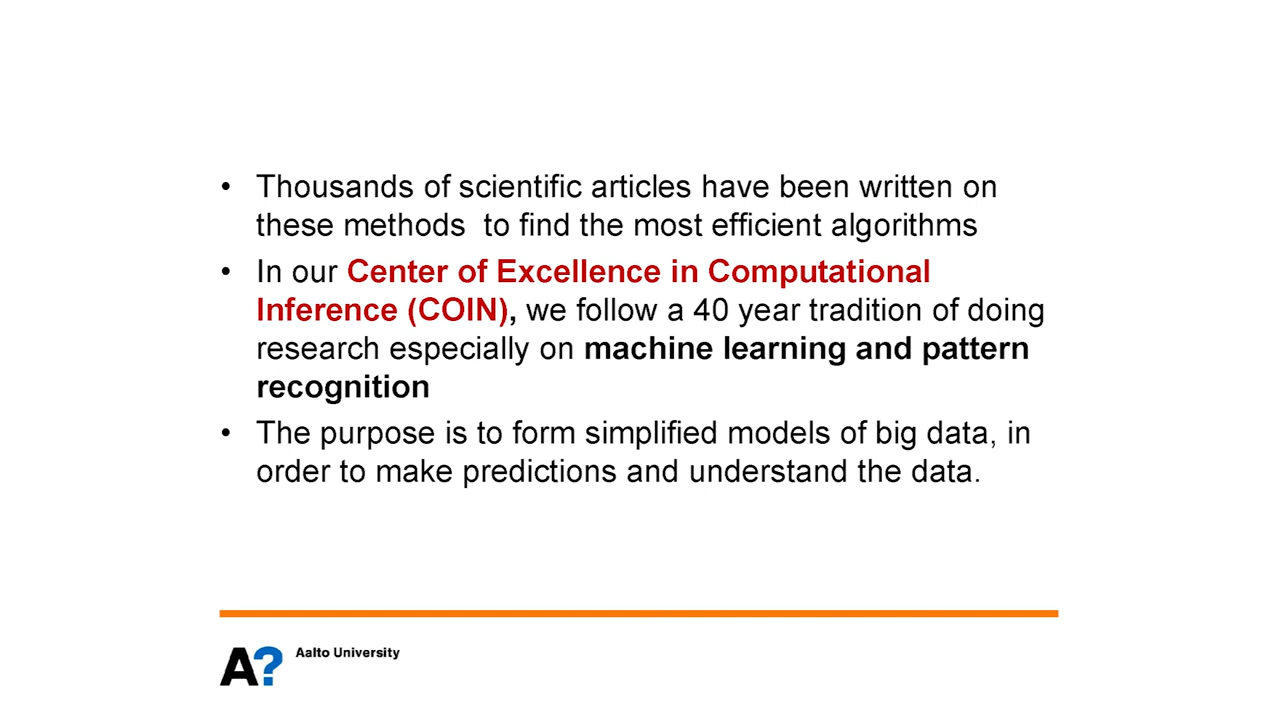 • Thousands of scientific articles have been written on
these methods  to find the most efficient algorithms
• In our Center of Excellence in Computational
Inference (COIN), we follow a 40 year tradition of doing
research especially on machine learning and pattern
recognition
• The purpose is to form simplified models of big data, in
order to make predictions and understand the data.
A? Aalto University